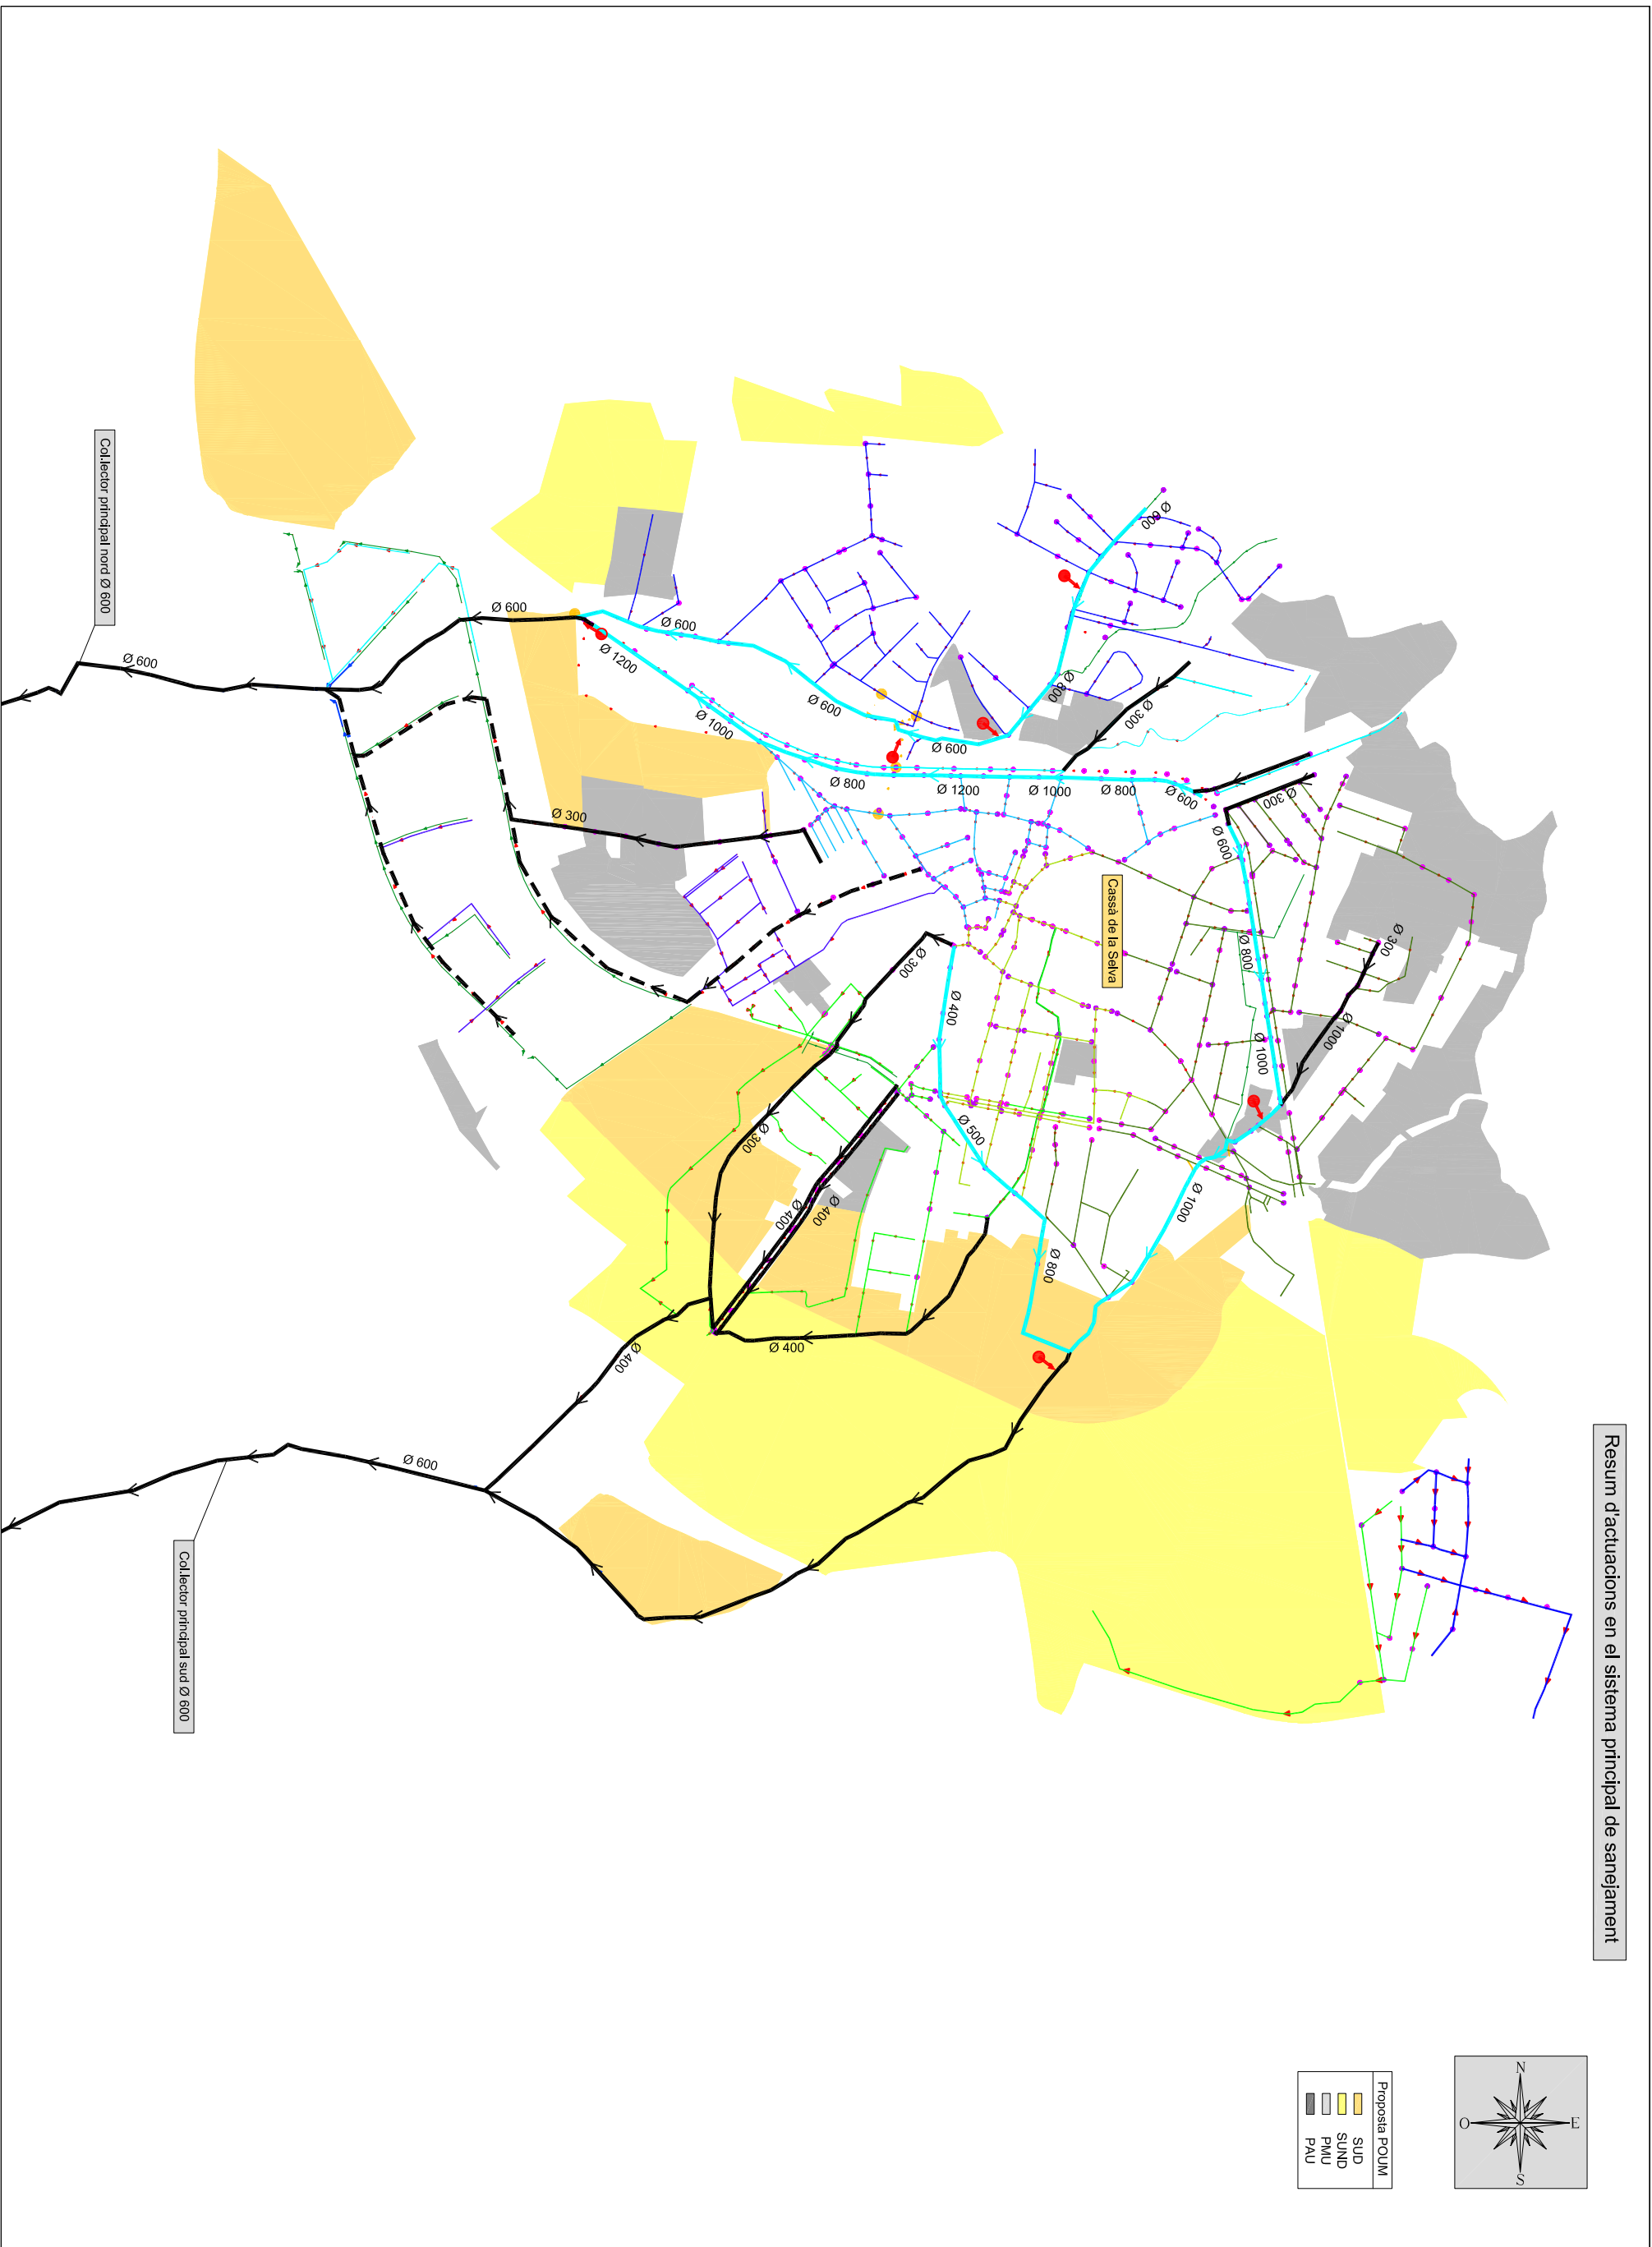 Resum d'actuacions en el sistema principal de sanejament
N
E
S
O
Proposta POUM
SUD
SUND
PMU
PAU
Cassà de la Selva
Col.lector principal nord Ø 600
Col.lector principal sud Ø 600
Ø 600
Ø 800
Ø 300
Ø 600
Ø 600
Ø 600
Ø 600
Ø 600
Ø 1200
Ø 1000
Ø 800
Ø 1200
Ø 1000
Ø 800
Ø 600
Ø 300
Ø 600
Ø 800
Ø 1000
Ø 300
Ø 1000
Ø 1000
Ø 300
Ø 300
Ø 400
Ø 500
Ø 800
Ø 300
Ø 400
Ø 400
Ø 400
Ø 400
Ø 600